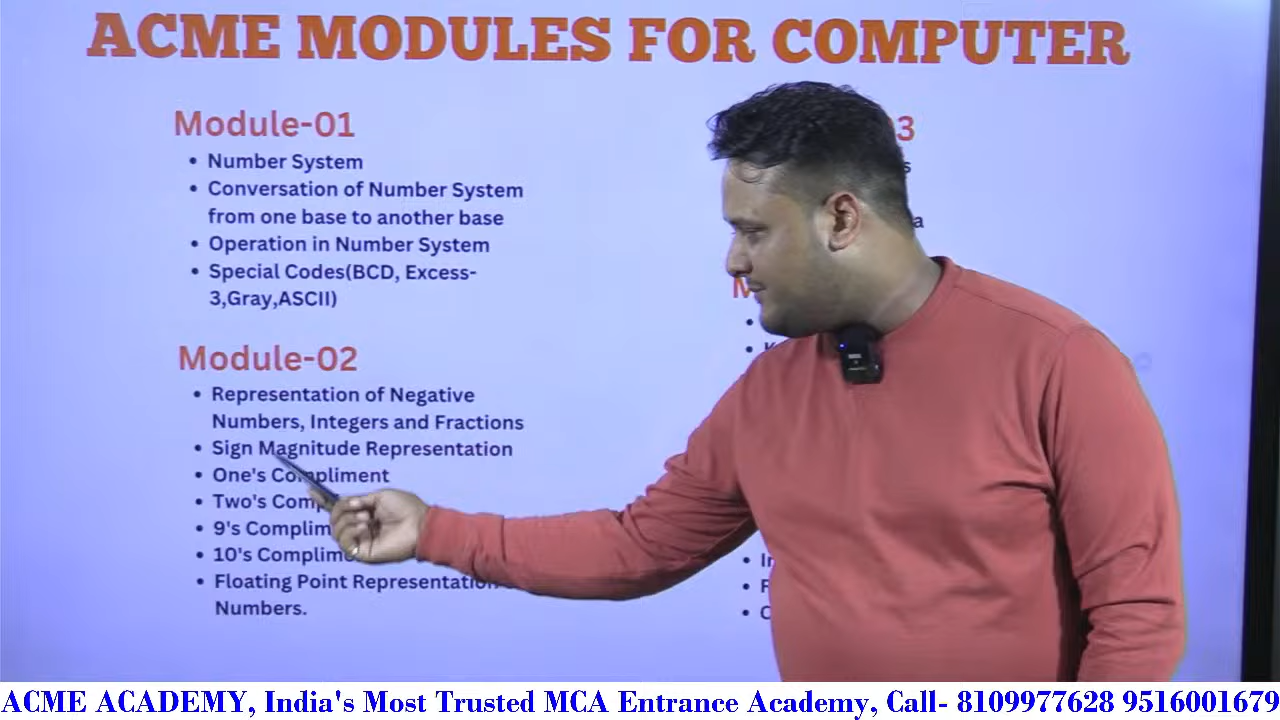 ACME MODULES FOR COMPUTER
Module-01
• Number System
• Conversation of Number System
from one base to another base
• Operation in Number System
• Special Codes(BCD, Excess-
3,Gray,ASCII)
Module-02
• Representation of Negative
Numbers, Integers and Fractions
• Sign Magnitude Representation
• One's Compliment
• Two's
• 9's
• 10's
• Floating Point Representation
Numbers.
ACME ACADEMY, India's Most Trusted MCA Entrance Academy, Call- 8109977628 9516001679